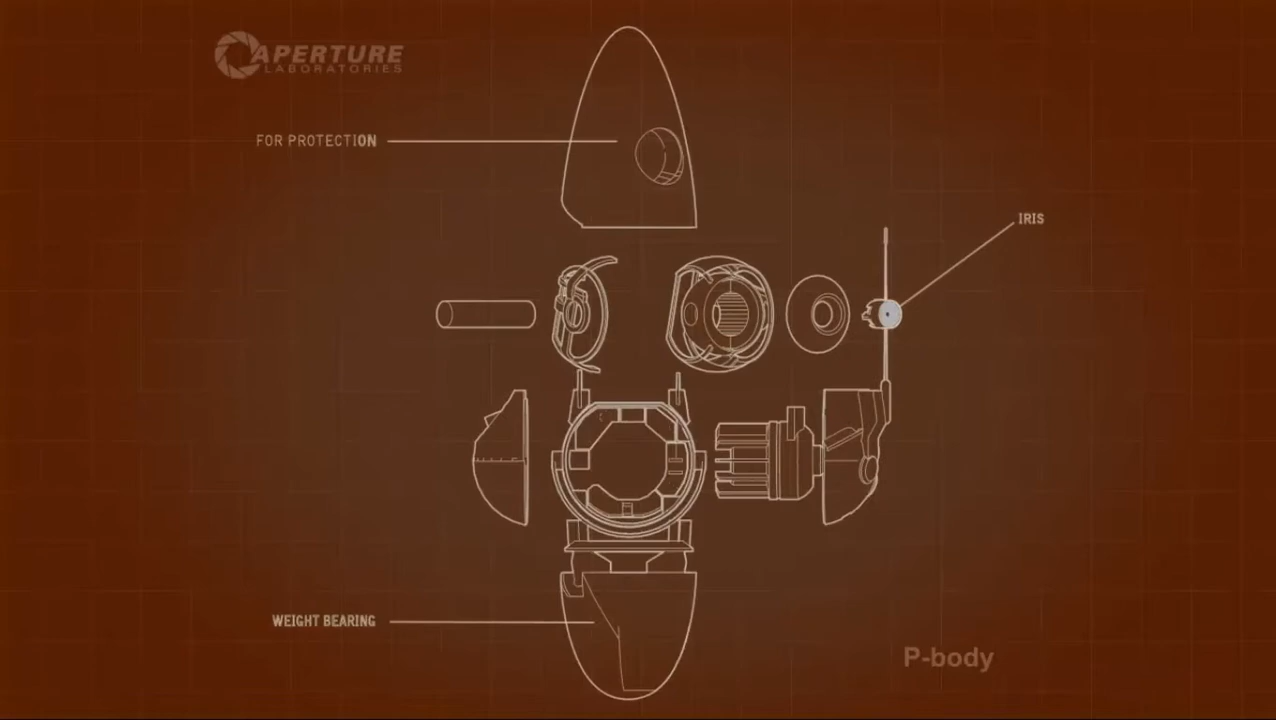 APERTURE
LABORATORIES
FOR PROTECTION
IRIS
WEIGHT BEARING
P-body